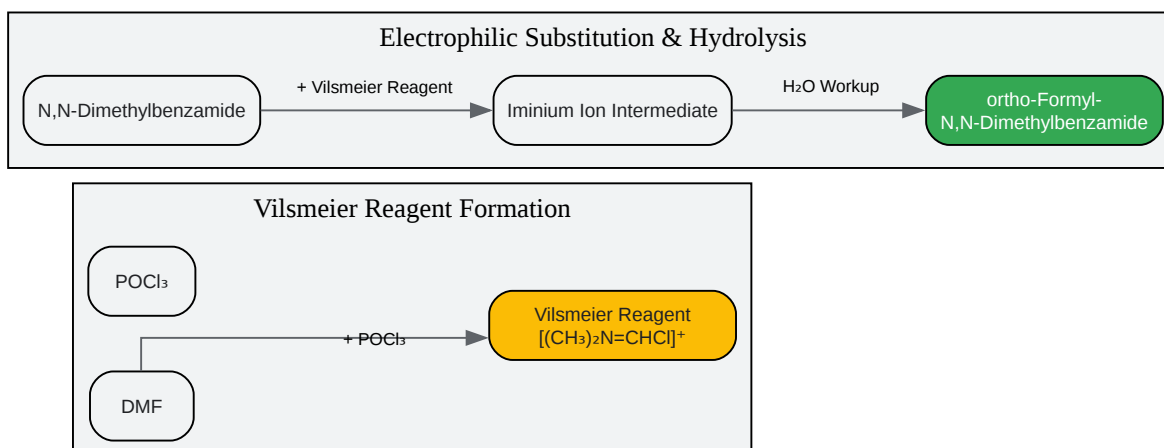 Electrophilic Substitution & Hydrolysis
N,N-Dimethylbenzamide
+ Vilsmeier Reagent
Iminium Ion Intermediate
H₂O Workup
ortho-Formyl-
N,N-Dimethylbenzamide
Vilsmeier Reagent Formation
POCl₃
+ POCl₃
Vilsmeier Reagent
[(CH₃)₂N=CHCl]⁺
DMF